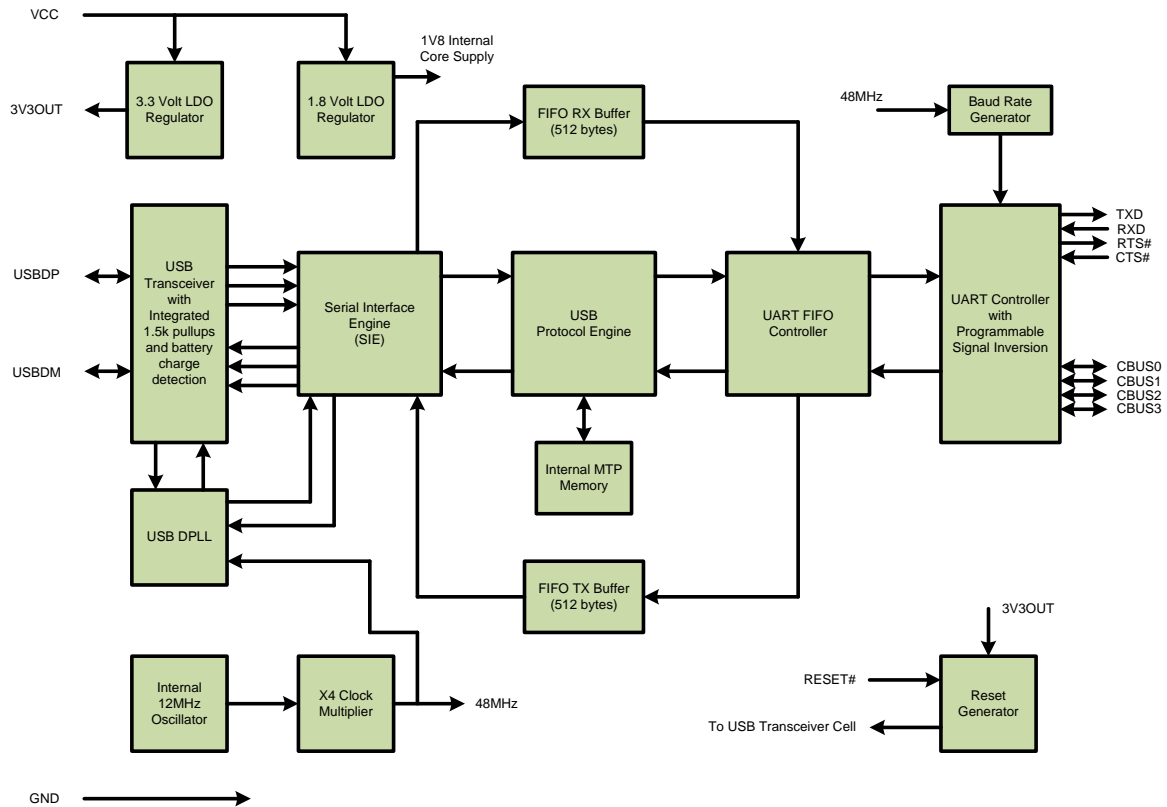 VCC
1V8 Internal
Core Supply
3.3 Volt LDO
Regulator
1.8 Volt LDO
Regulator
3V3OUT
FIFO RX Buffer
(512 bytes)
48MHz
Baud Rate
Generator
USBDP
USBDM
USB
Transceiver
with
Integrated
1.5k pullups
and battery
charge
detection
Serial Interface
Engine
(SIE)
USB
Protocol Engine
UART FIFO
Controller
UART Controller
with
Programmable
Signal Inversion
TXD
RXD
RTS#
CTS#
CBUS0
CBUS1
CBUS2
CBUS3
Internal MTP
Memory
USB DPLL
FIFO TX Buffer
(512 bytes)
3V3OUT
Internal
12MHz
Oscillator
X4 Clock
Multiplier
48MHz
RESET#
Reset
Generator
To USB Transceiver Cell
GND